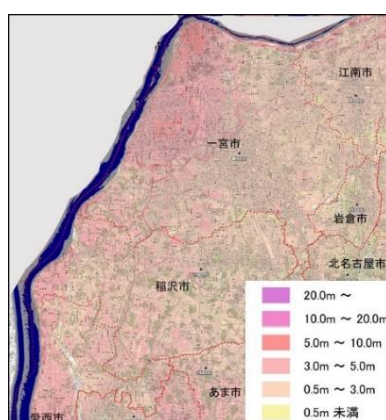 江南市
一宮市
岩倉市
北名古屋市
稲沢市
あま市
愛西市
20.0m ～
10.0m ～ 20.0m
5.0m ～ 10.0m
3.0m ～ 5.0m
0.5m ～ 3.0m
0.5m 未満